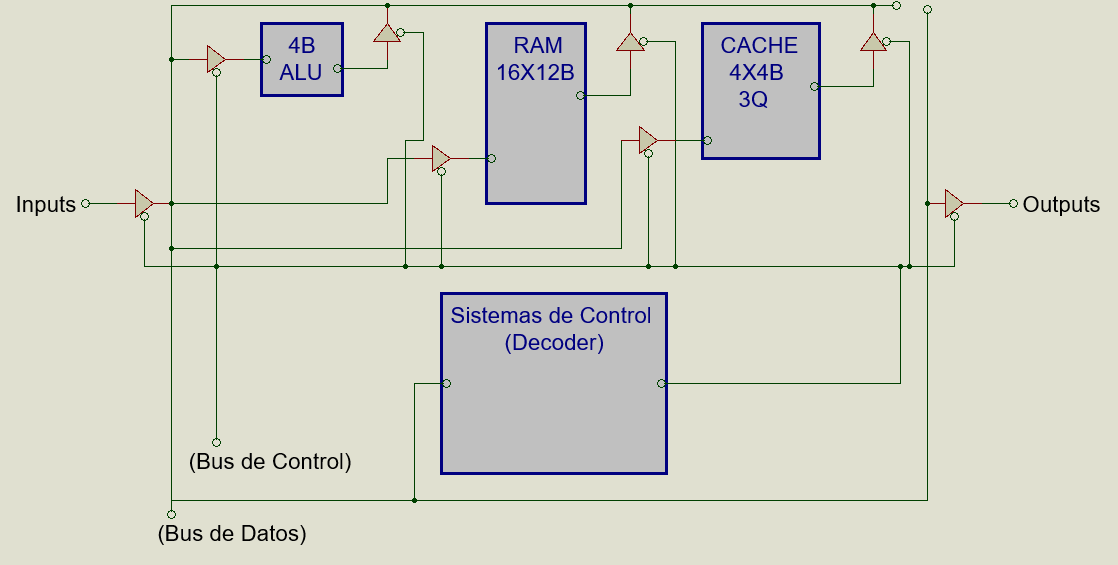 4B
ALU
RAM
16X12B
CACHE
4X4B
3Q
Inputs
Outputs
Sistemas de Control
(Decoder)
(Bus de Control)
(Bus de Datos)